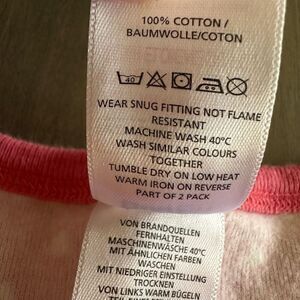 100% COTTON /
BAUMWOLLE/COTON
40
WEAR SNUG FITTING NOT FLAME
RESISTANT
MACHINE WASH 40°C
WASH SIMILAR COLOURS
TOGETHER
TUMBLE DRY ON LOW HEAT
WARM IRON ON REVERSE
PART OF 2 PACK
VON BRANDQUELLEN
FERNHALTEN
MASCHINENWÄSCHE 40°C
MIT ÄHNLICHEN FARBEN
WASCHEN
MIT NIEDRIGER EINSTELLUNG
TROCKNEN
VON LINKS WARM BÜGELN